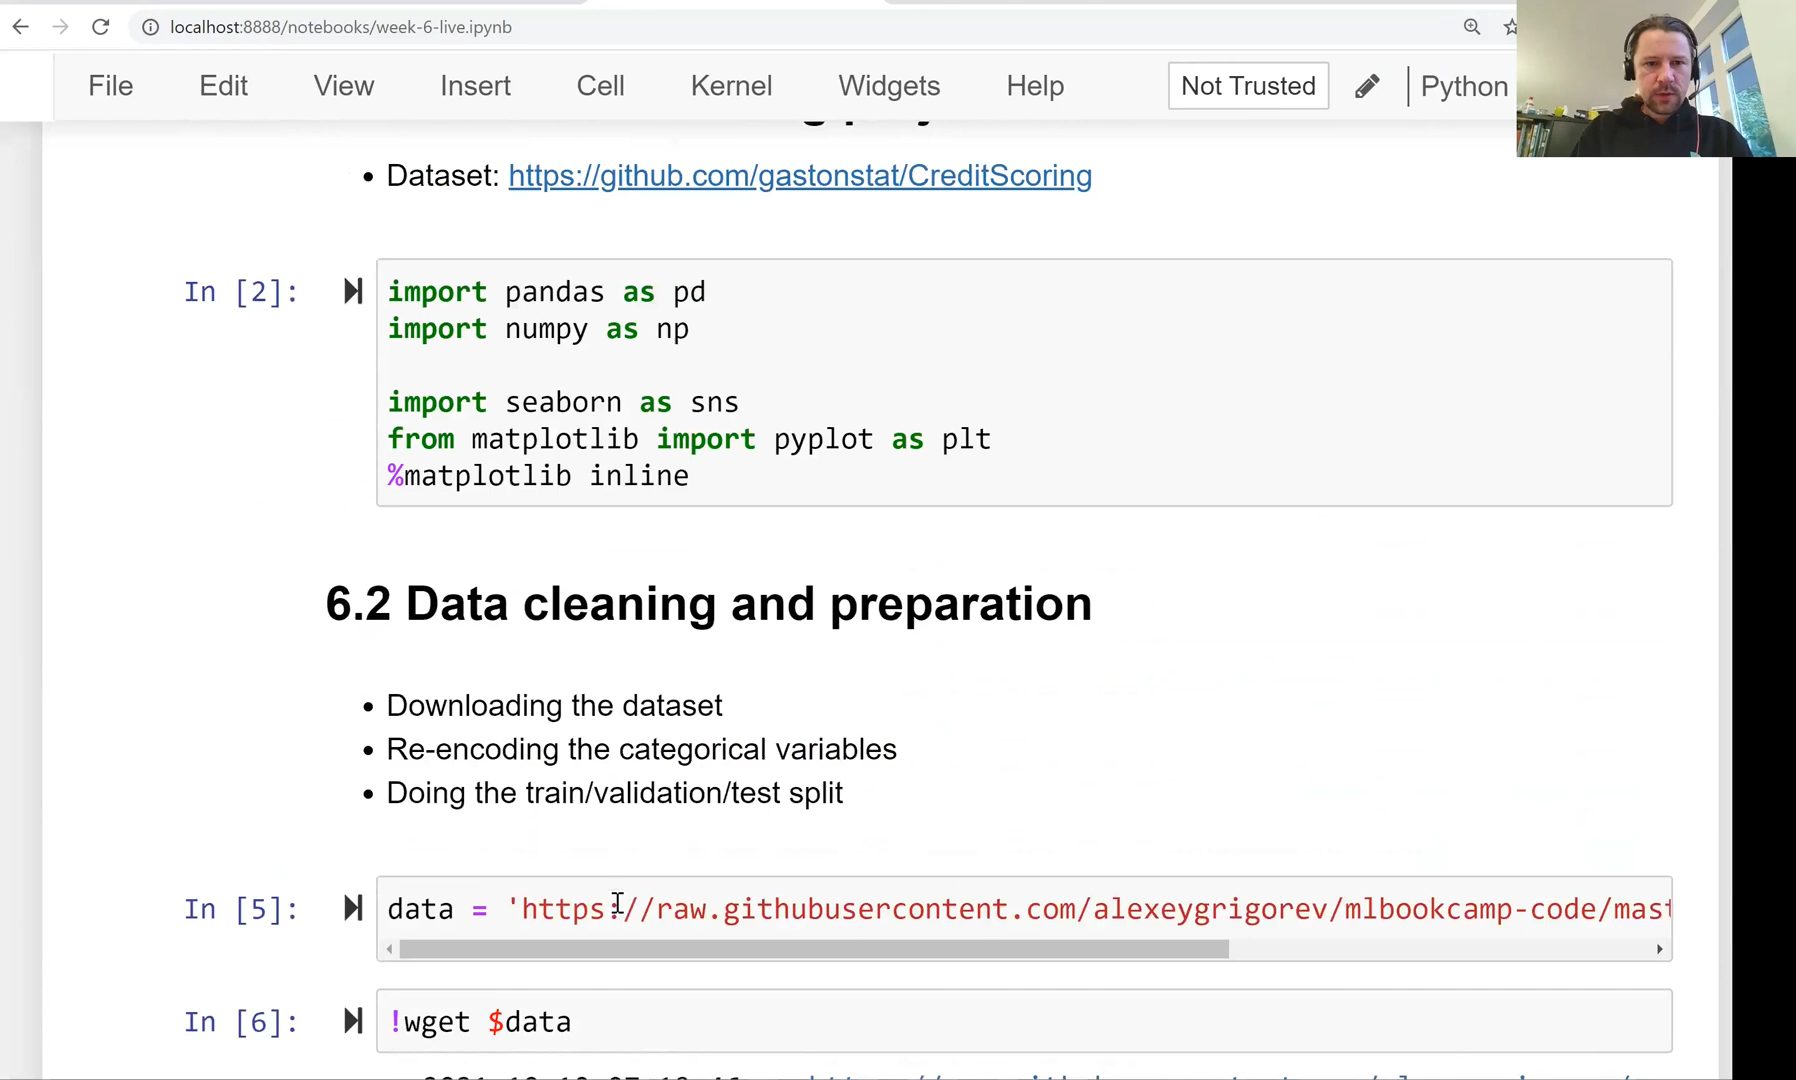 localhost:8888/notebooks/week-6-live.ipynb
File Edit View Insert Cell Kernel Widgets Help Not Trusted Python
• Dataset: https://github.com/gastonstat/CreditScoring
In [2]: import pandas as pd
import numpy as np
import seaborn as sns
from matplotlib import pyplot as plt
%matplotlib inline
6.2 Data cleaning and preparation
• Downloading the dataset
• Re-encoding the categorical variables
• Doing the train/validation/test split
In [5]: data = 'https://raw.githubusercontent.com/alexeygrigorev/mlbookcamp-code/mast
In [6]: !wget $data